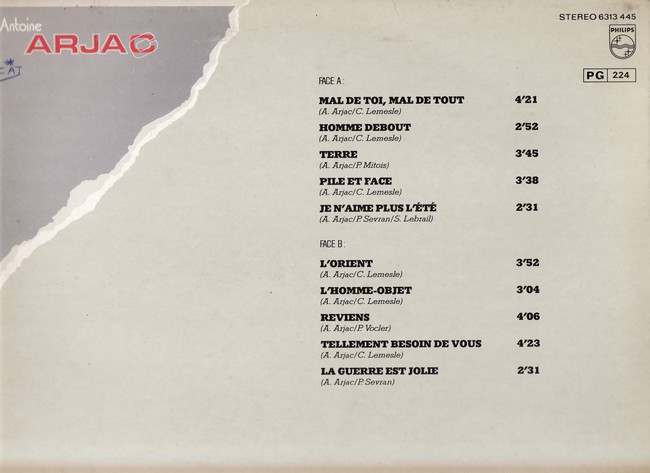 Antoine
ARJAC
STEREO 6313 445
PHILIPS
PG 224
FACE A :
MAL DE TOI, MAL DE TOUT 4'21
(A. Arjac/C. Lemesle)
HOMME DEBOUT 2'52
(A. Arjac/C. Lemesle)
TERRE 3'45
(A. Arjac/P. Mitois)
PILE ET FACE 3'38
(A. Arjac/C. Lemesle)
JE N'AIME PLUS L'ÉTÉ 2'31
(A. Arjac/P. Sevran/S. Lebrail)
FACE B :
L'ORIENT 3'52
(A. Arjac/C. Lemesle)
L'HOMME-OBJET 3'04
(A. Arjac/C. Lemesle)
REVIENS 4'06
(A. Arjac/P. Vocler)
TELLEMENT BESOIN DE VOUS 4'23
(A. Arjac/C. Lemesle)
LA GUERRE EST JOLIE 2'31
(A. Arjac/P. Sevran)